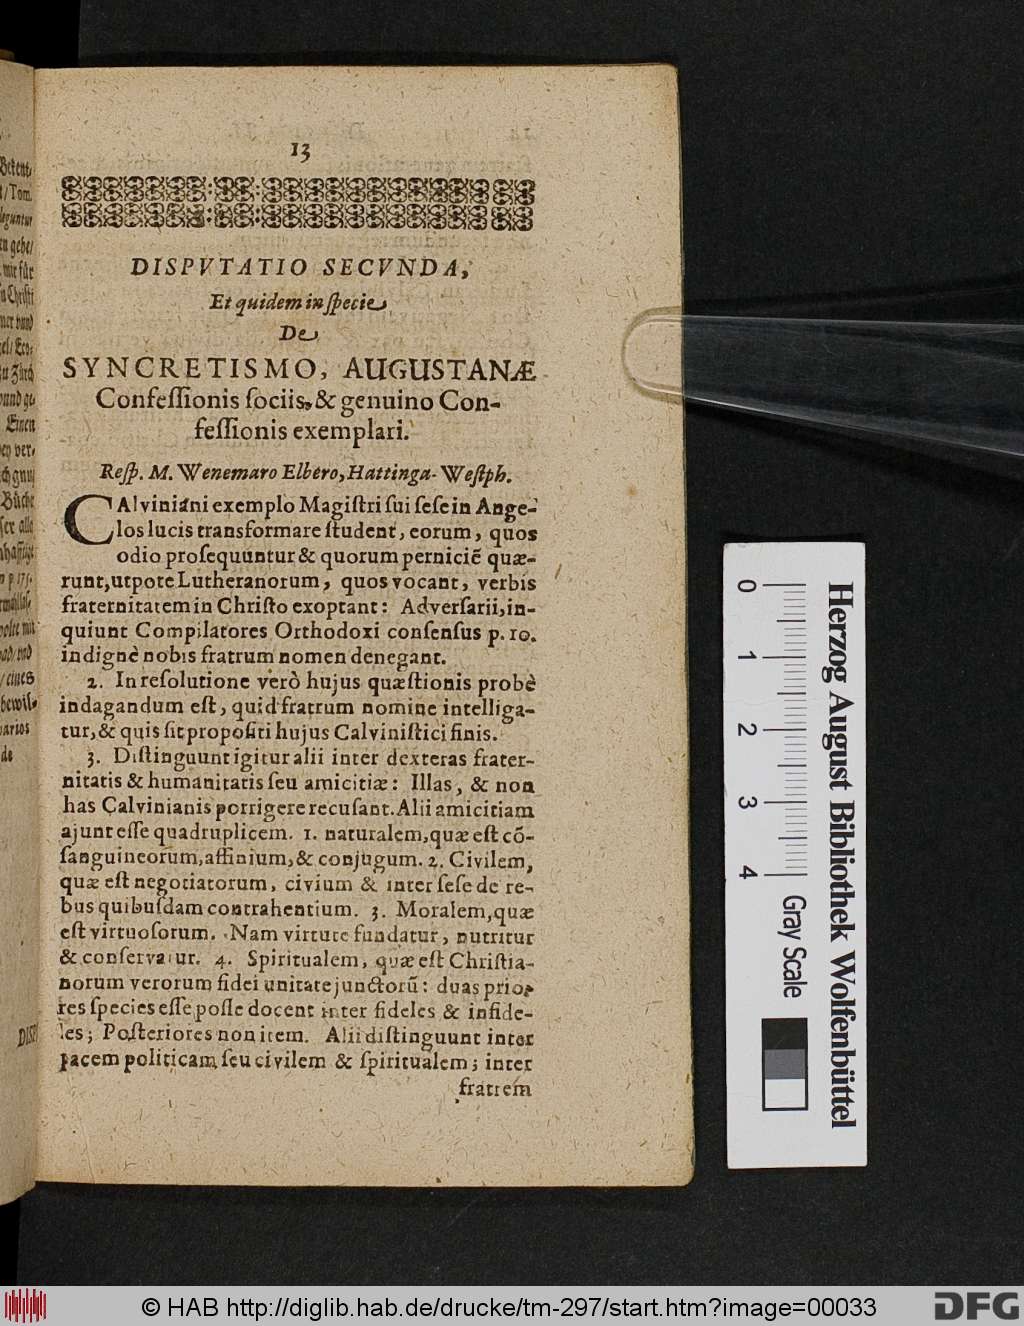 13
DISPVTATIO SECVNDA,
Et quidem in ſpecie
De
SYNCRETISMO, AUGUSTANÆ
Confeſſionis ſociis, & genuino Con-
feſſionis exemplari.
Reſp. M. Wenemaro Elbero, Hattinga-Weſtph.
CAlviniani exemplo Magiſtri ſui ſeſe in Ange-
los lucis transformare ſtudent, eorum, quos
odio proſequuntur & quorum perniciẽ quæ-
runt, utpote Lutheranorum, quos vocant, verbis
fraternitatem in Chriſto exoptant: Adverſarii, in-
quiunt Compilatores Orthodoxi conſenſus p. 10.
indignè nobis fratrum nomen denegant.
2. In reſolutione verò hujus quæſtionis probè
indagandum eſt, quid fratrum nomine intelliga-
tur, & quis ſit propoſiti hujus Calviniſtici finis.
3. Diſtinguunt igitur alii inter dexteras frater-
nitatis & humanitatis ſeu amicitiæ: Illas, & non
has Calvinianis porrigere recuſant. Alii amicitiam
ajunt eſſe quadruplicem. 1. naturalem, quæ eſt cõ-
ſanguineorum, affinium, & conjugum. 2. Civilem,
quæ eſt negotiatorum, civium & inter ſeſe de re-
bus quibuſdam contrahentium. 3. Moralem, quæ
eſt virtuoſorum. Nam virtute fundatur, nutritur
& conſervatur. 4. Spiritualem, quæ eſt Chriſtia-
norum verorum fidei unitate junctorũ: duas prio-
res ſpecies eſſe poſſe docent inter fideles & infide-
les; Poſteriores non item. Alii diſtinguunt inter
pacem politicam ſeu civilem & ſpiritualem; inter
fratrem
Herzog August Bibliothek Wolfenbüttel
0 1 2 3 4 Gray Scale
© HAB http://diglib.hab.de/drucke/tm-297/start.htm?image=00033
DFG